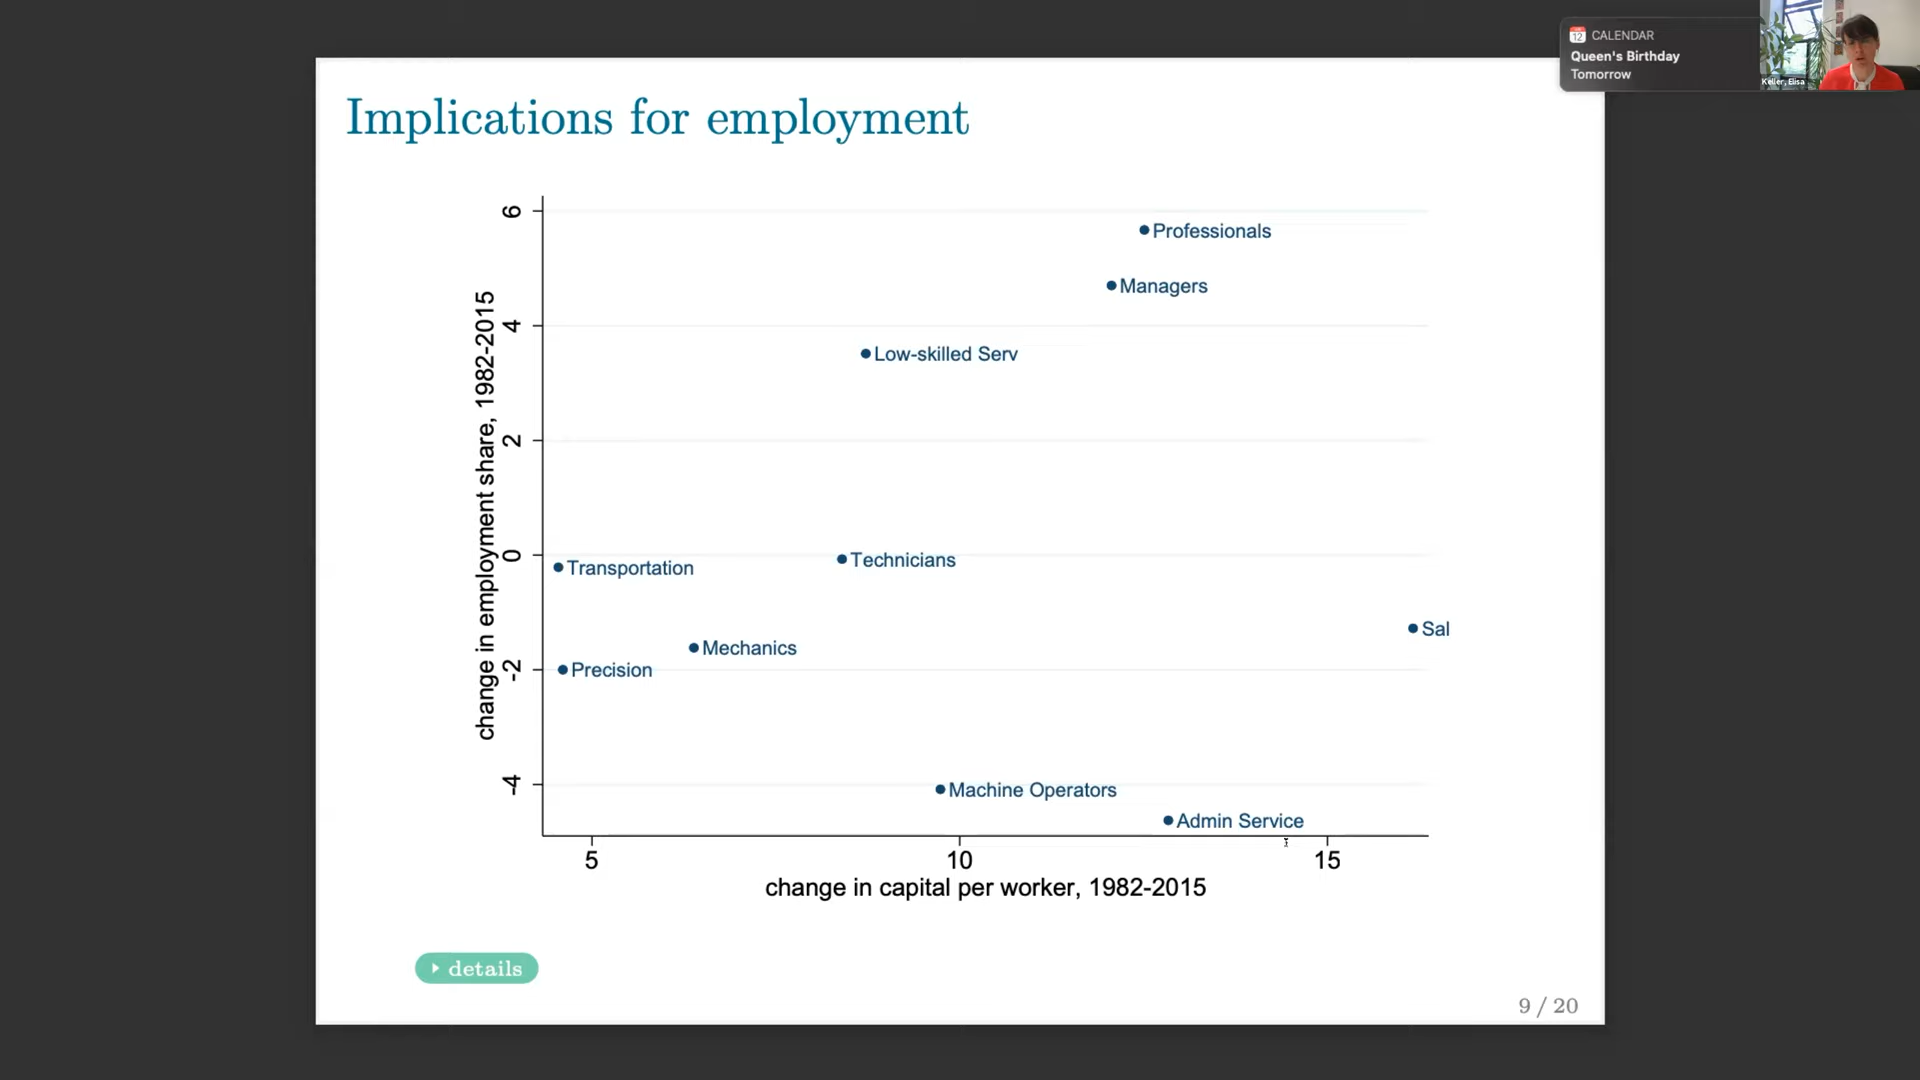 CALENDAR
12
Queen's Birthday
Tomorrow
Keller, Elisa
Implications for employment
change in employment share, 1982-2015
6
4
2
0
-2
-4
Professionals
Managers
Low-skilled Serv
Technicians
Transportation
Sal
Mechanics
Precision
Machine Operators
Admin Service
5 10 15
change in capital per worker, 1982-2015
details
9 / 20